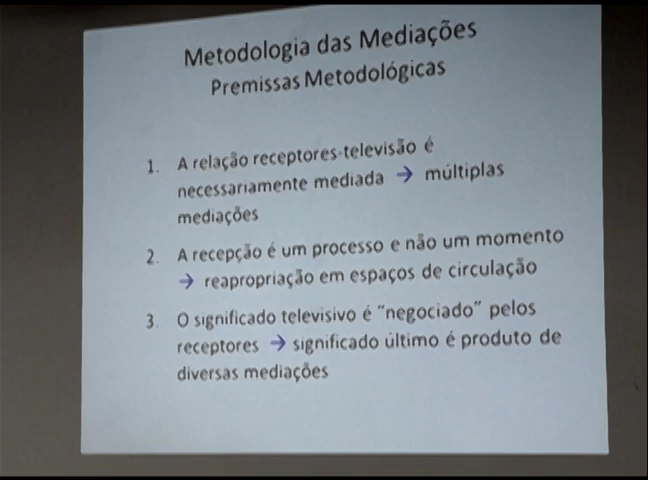 Metodologia das Mediações
Premissas Metodológicas
1. A relação receptores-televisão é
necessariamente mediada → múltiplas
mediações
2. A recepção é um processo e não um momento
→ reapropriação em espaços de circulação
3. O significado televisivo é “negociado” pelos
receptores → significado último é produto de
diversas mediações